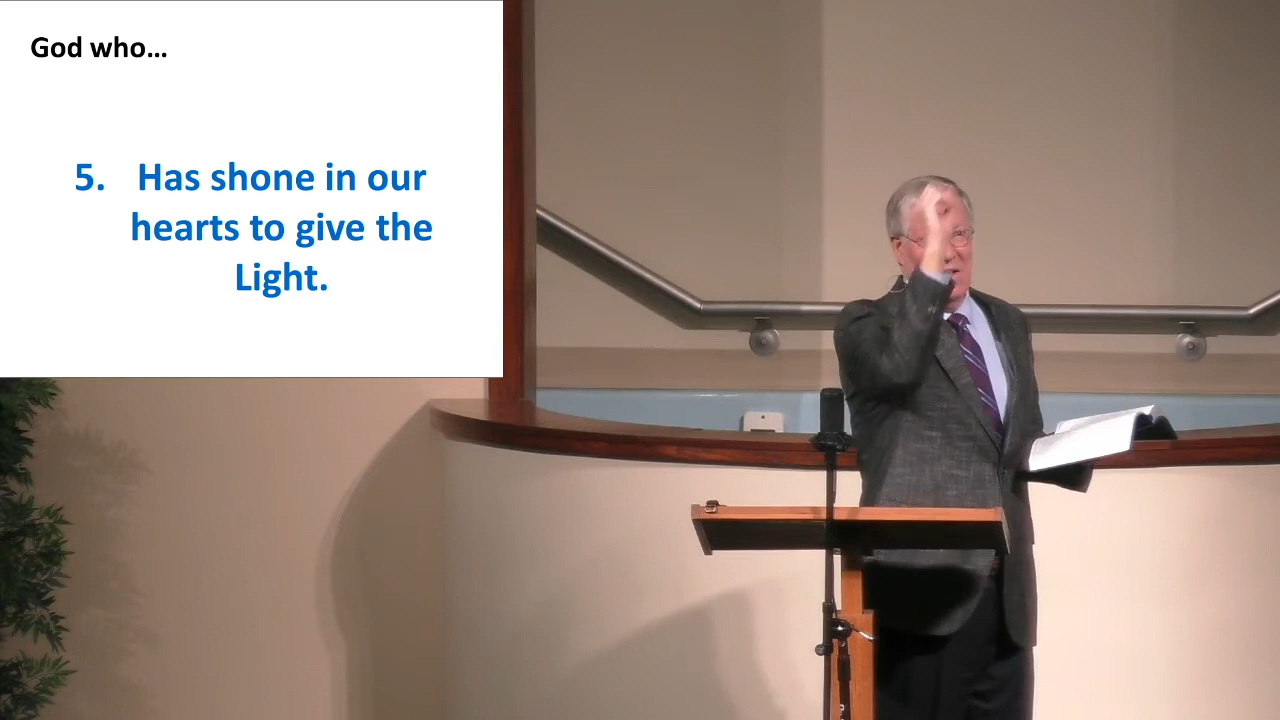 God who...
5. Has shone in our
hearts to give the
Light.